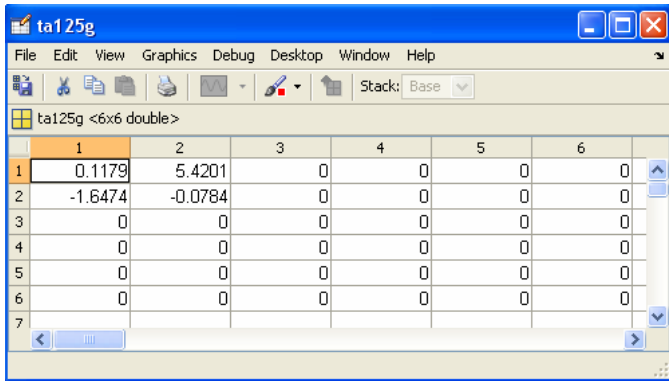 ta125g
File Edit View Graphics Debug Desktop Window Help
Stack: Base
ta125g <6x6 double>
1 2 3 4 5 6
1 0.1179 5.4201 0 0 0 0
2 -1.6474 -0.0784 0 0 0 0
3 0 0 0 0 0 0
4 0 0 0 0 0 0
5 0 0 0 0 0 0
6 0 0 0 0 0 0
7